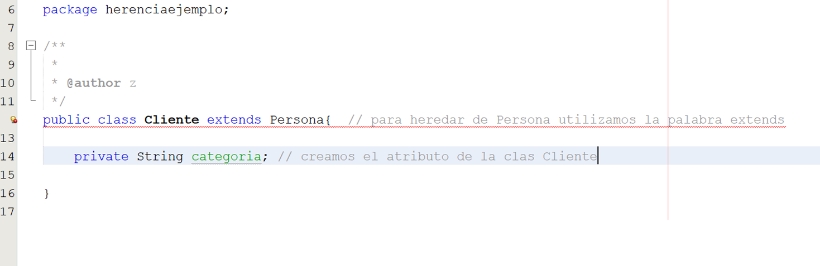 6 package herenciaejemplo;
7
8 /**
9 *
10 * @author z
11 */
public class Cliente extends Persona{ // para heredar de Persona utilizamos la palabra extends
13
14 private String categoria; // creamos el atributo de la clas Cliente
15
16 }
17